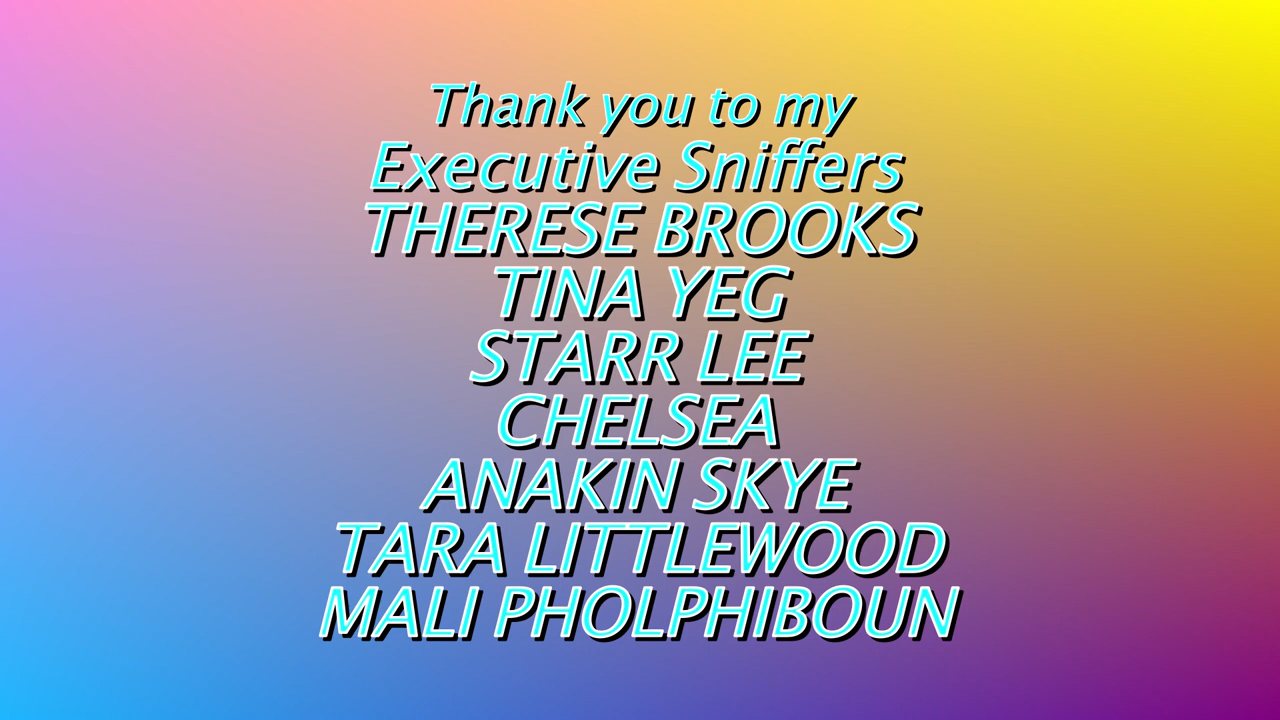 Thank you to my
Executive Sniffers
THERESE BROOKS
TINA YEG
STARR LEE
CHELSEA
ANAKIN SKYE
TARA LITTLEWOOD
MALI PHOLPHIBOUN